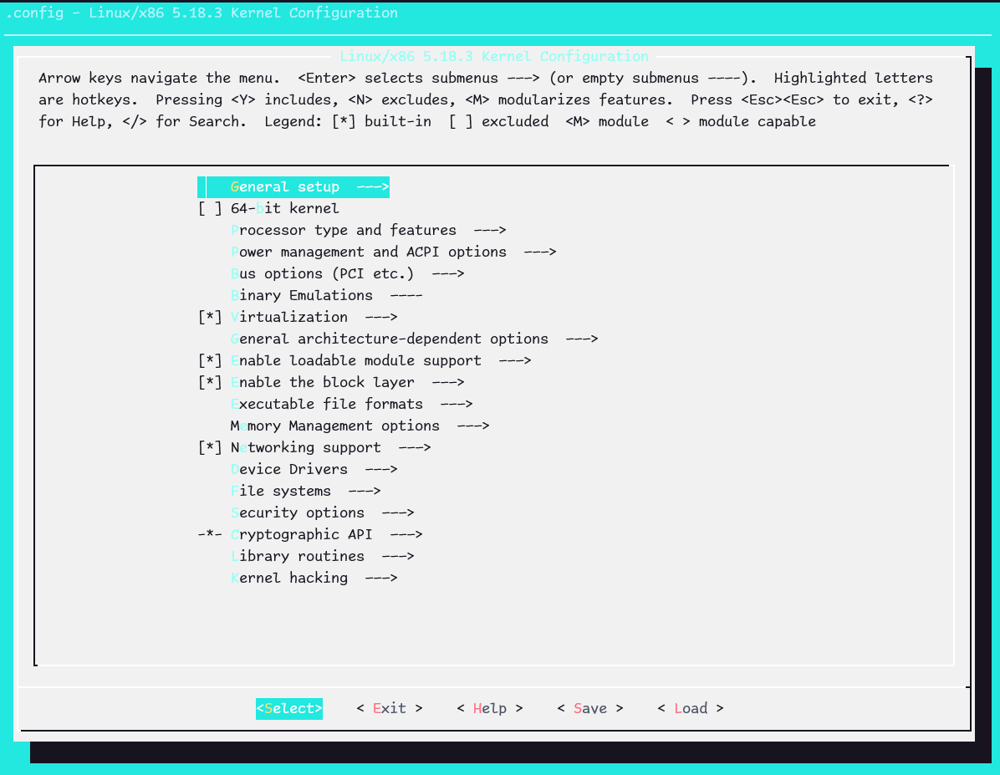 .config - Linux/x86 5.18.3 Kernel Configuration
Linux/x86 5.18.3 Kernel Configuration
Arrow keys navigate the menu.  <Enter> selects submenus ---> (or empty submenus ----).  Highlighted letters
are hotkeys.  Pressing <Y> includes, <N> excludes, <M> modularizes features.  Press <Esc><Esc> to exit, <?>
for Help, </> for Search.  Legend: [*] built-in  [ ] excluded  <M> module  < > module capable
General setup  --->
[ ] 64-bit kernel
Processor type and features  --->
Power management and ACPI options  --->
Bus options (PCI etc.)  --->
Binary Emulations  ----
[*] Virtualization  --->
General architecture-dependent options  --->
[*] Enable loadable module support  --->
[*] Enable the block layer  --->
Executable file formats  --->
Memory Management options  --->
[*] Networking support  --->
Device Drivers  --->
File systems  --->
Security options  --->
-*- Cryptographic API  --->
Library routines  --->
Kernel hacking  --->
<Select>    < Exit >    < Help >    < Save >    < Load >